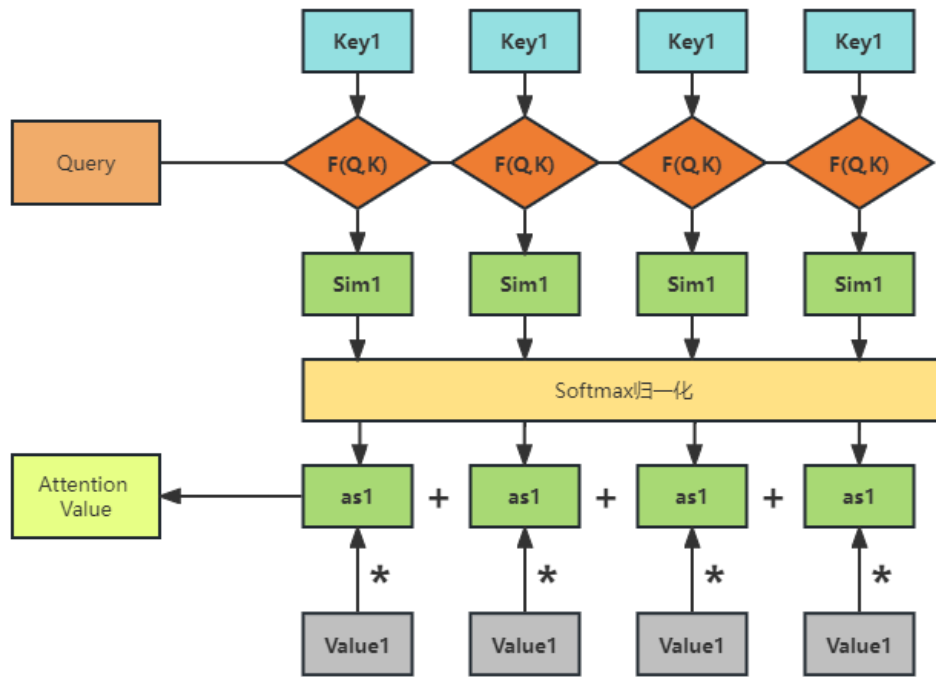 Key1 Key1 Key1 Key1
Query F(Q,K) F(Q,K) F(Q,K) F(Q,K)
Sim1 Sim1 Sim1 Sim1
Softmax归一化
Attention
Value
as1 + as1 + as1 + as1
* * * *
Value1 Value1 Value1 Value1